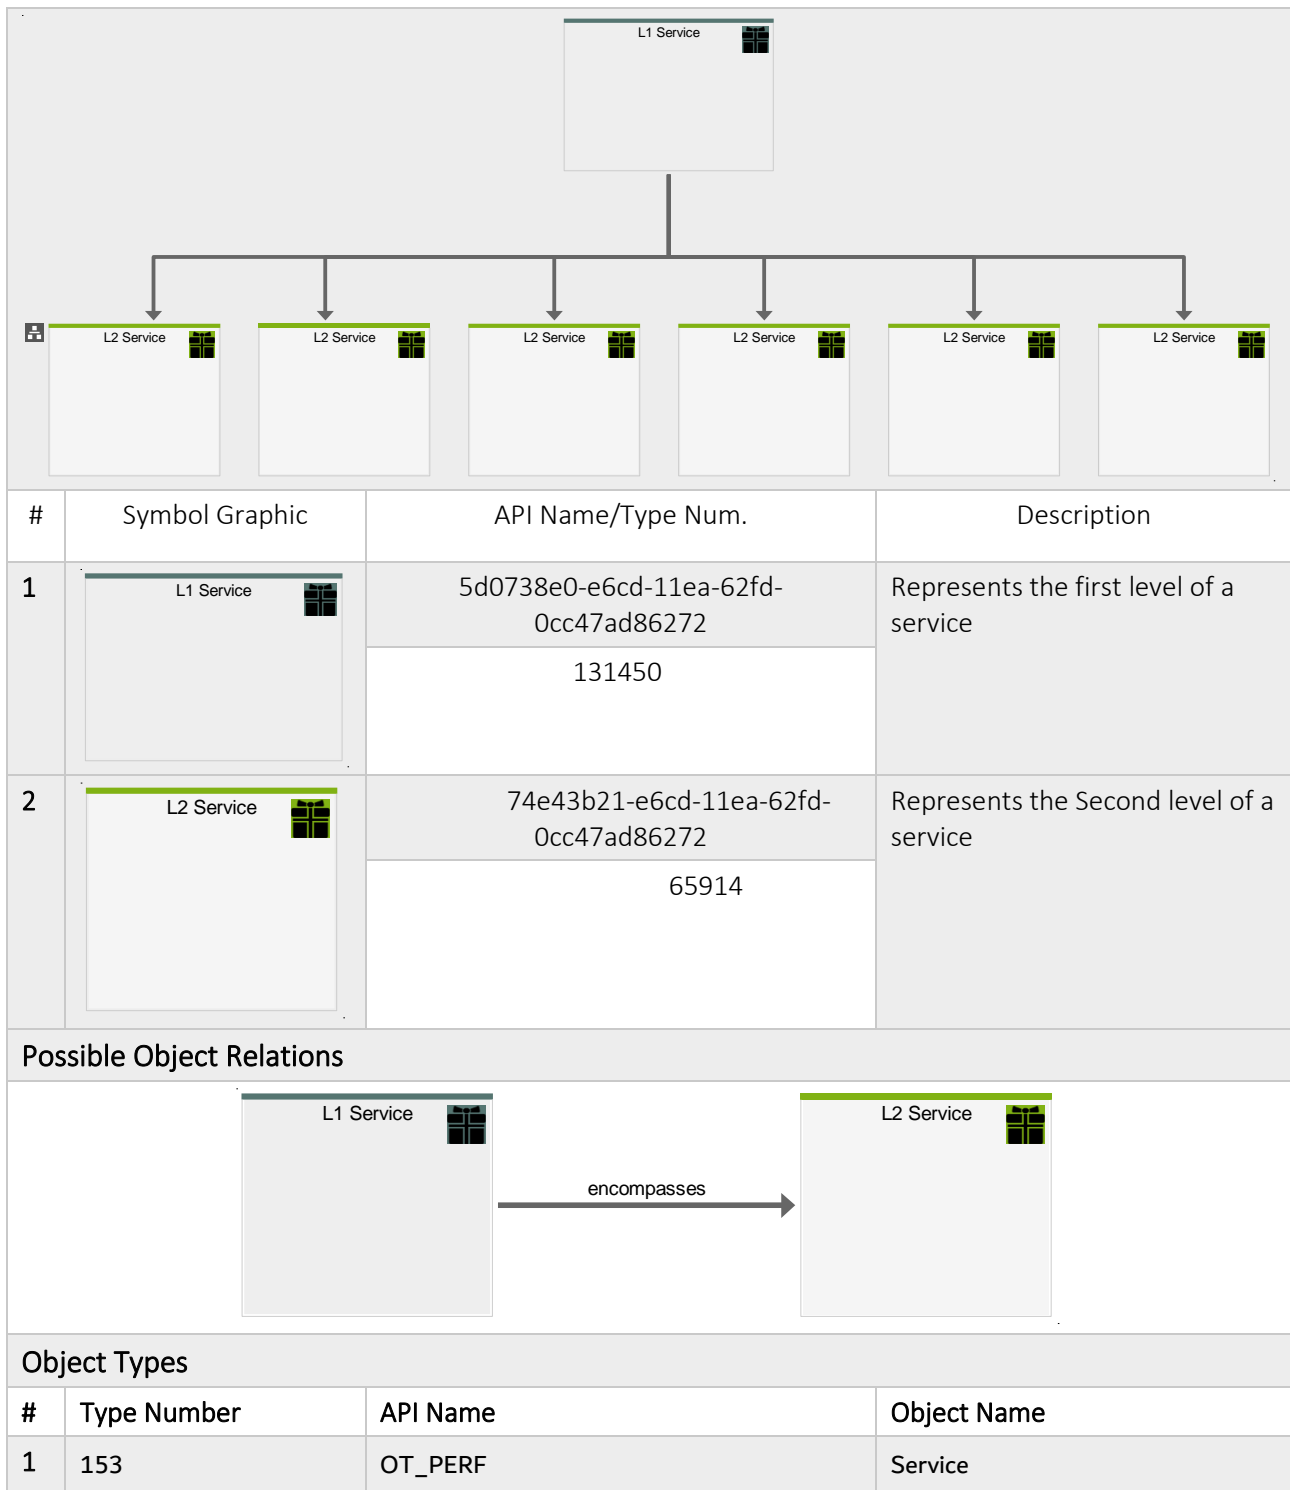 L1 Service
L2 Service L2 Service L2 Service L2 Service L2 Service L2 Service
# Symbol Graphic API Name/Type Num. Description
1 L1 Service 5d0738e0-e6cd-11ea-62fd- Represents the first level of a
0cc47ad86272 service
131450
2 L2 Service 74e43b21-e6cd-11ea-62fd- Represents the Second level of a
0cc47ad86272 service
65914
Possible Object Relations
L1 Service L2 Service
encompasses
Object Types
# Type Number API Name Object Name
1 153 OT_PERF Service